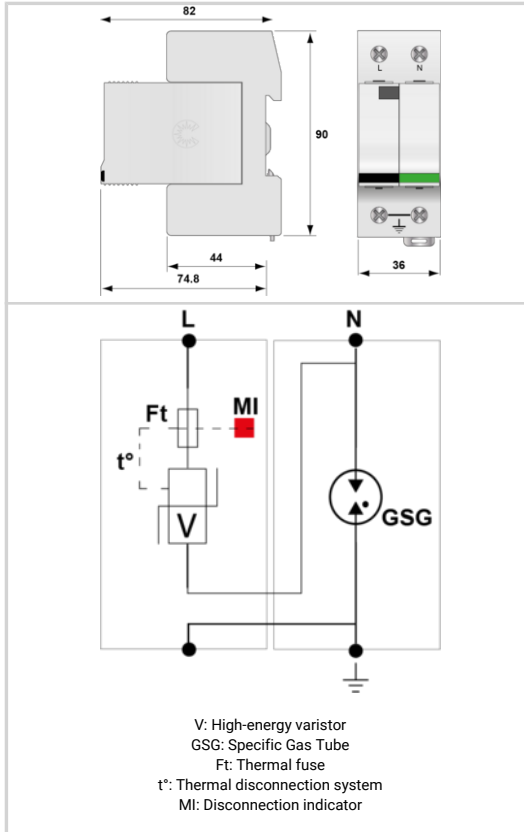 82
L N
90
44
74.8
36
L N
Ft MI
t°
V
GSG
V: High-energy varistor
GSG: Specific Gas Tube
Ft: Thermal fuse
t°: Thermal disconnection system
MI: Disconnection indicator